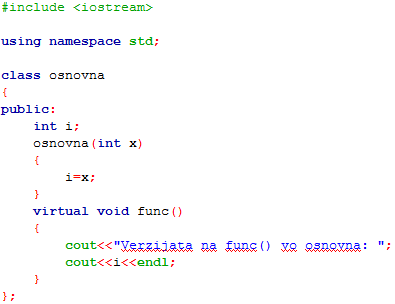 #include <iostream>
using namespace std;
class osnovna
{
public:
int i;
osnovna(int x)
{
i=x;
}
virtual void func()
{
cout<<"Verzijata na func() vo osnovna: ";
cout<<i<<endl;
}
};